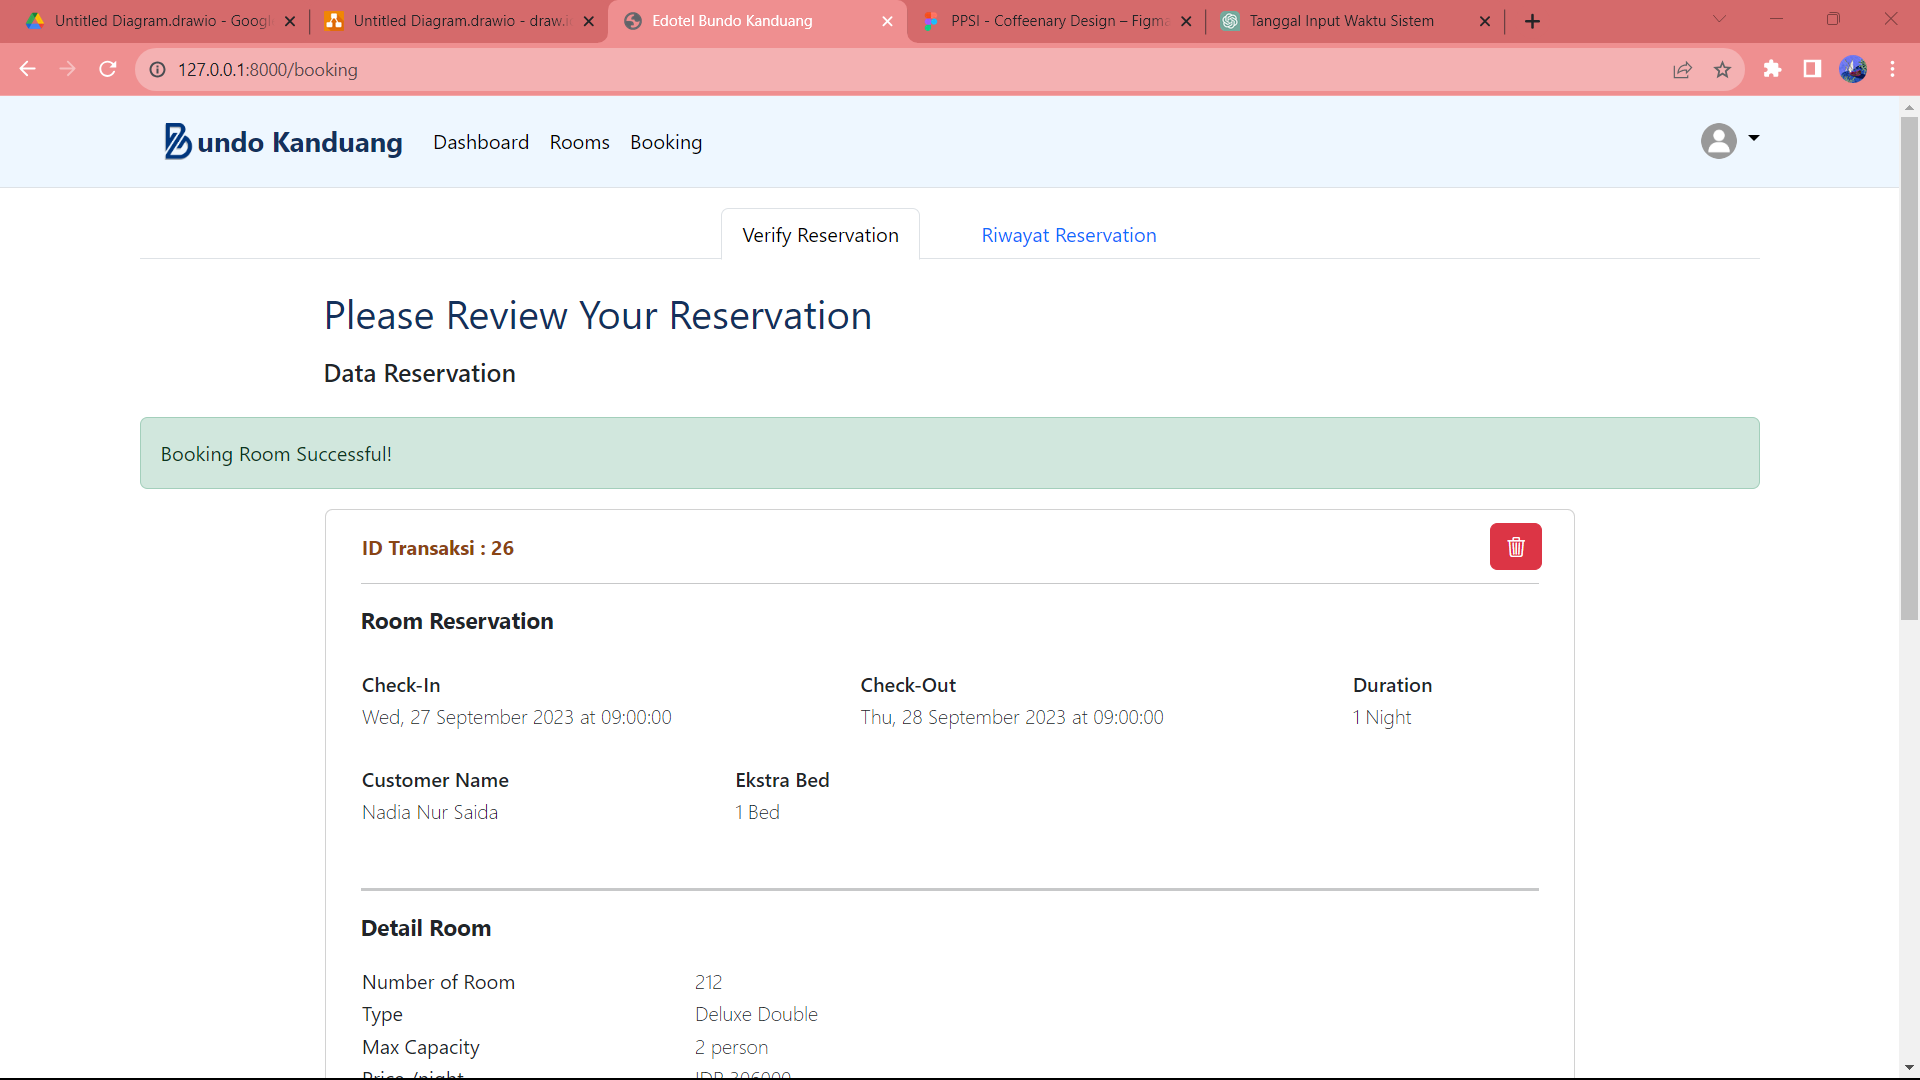 Untitled Diagram.drawio - Googl
Untitled Diagram.drawio - draw.i
Edotel Bundo Kanduang
PPSI - Coffeenary Design – Figma
Tanggal Input Waktu Sistem
127.0.0.1:8000/booking
Bundo Kanduang
Dashboard
Rooms
Booking
Verify Reservation
Riwayat Reservation
Please Review Your Reservation
Data Reservation
Booking Room Successful!
ID Transaksi : 26
Room Reservation
Check-In
Check-Out
Duration
Wed, 27 September 2023 at 09:00:00
Thu, 28 September 2023 at 09:00:00
1 Night
Customer Name
Ekstra Bed
Nadia Nur Saida
1 Bed
Detail Room
Number of Room
212
Type
Deluxe Double
Max Capacity
2 person
Price /night